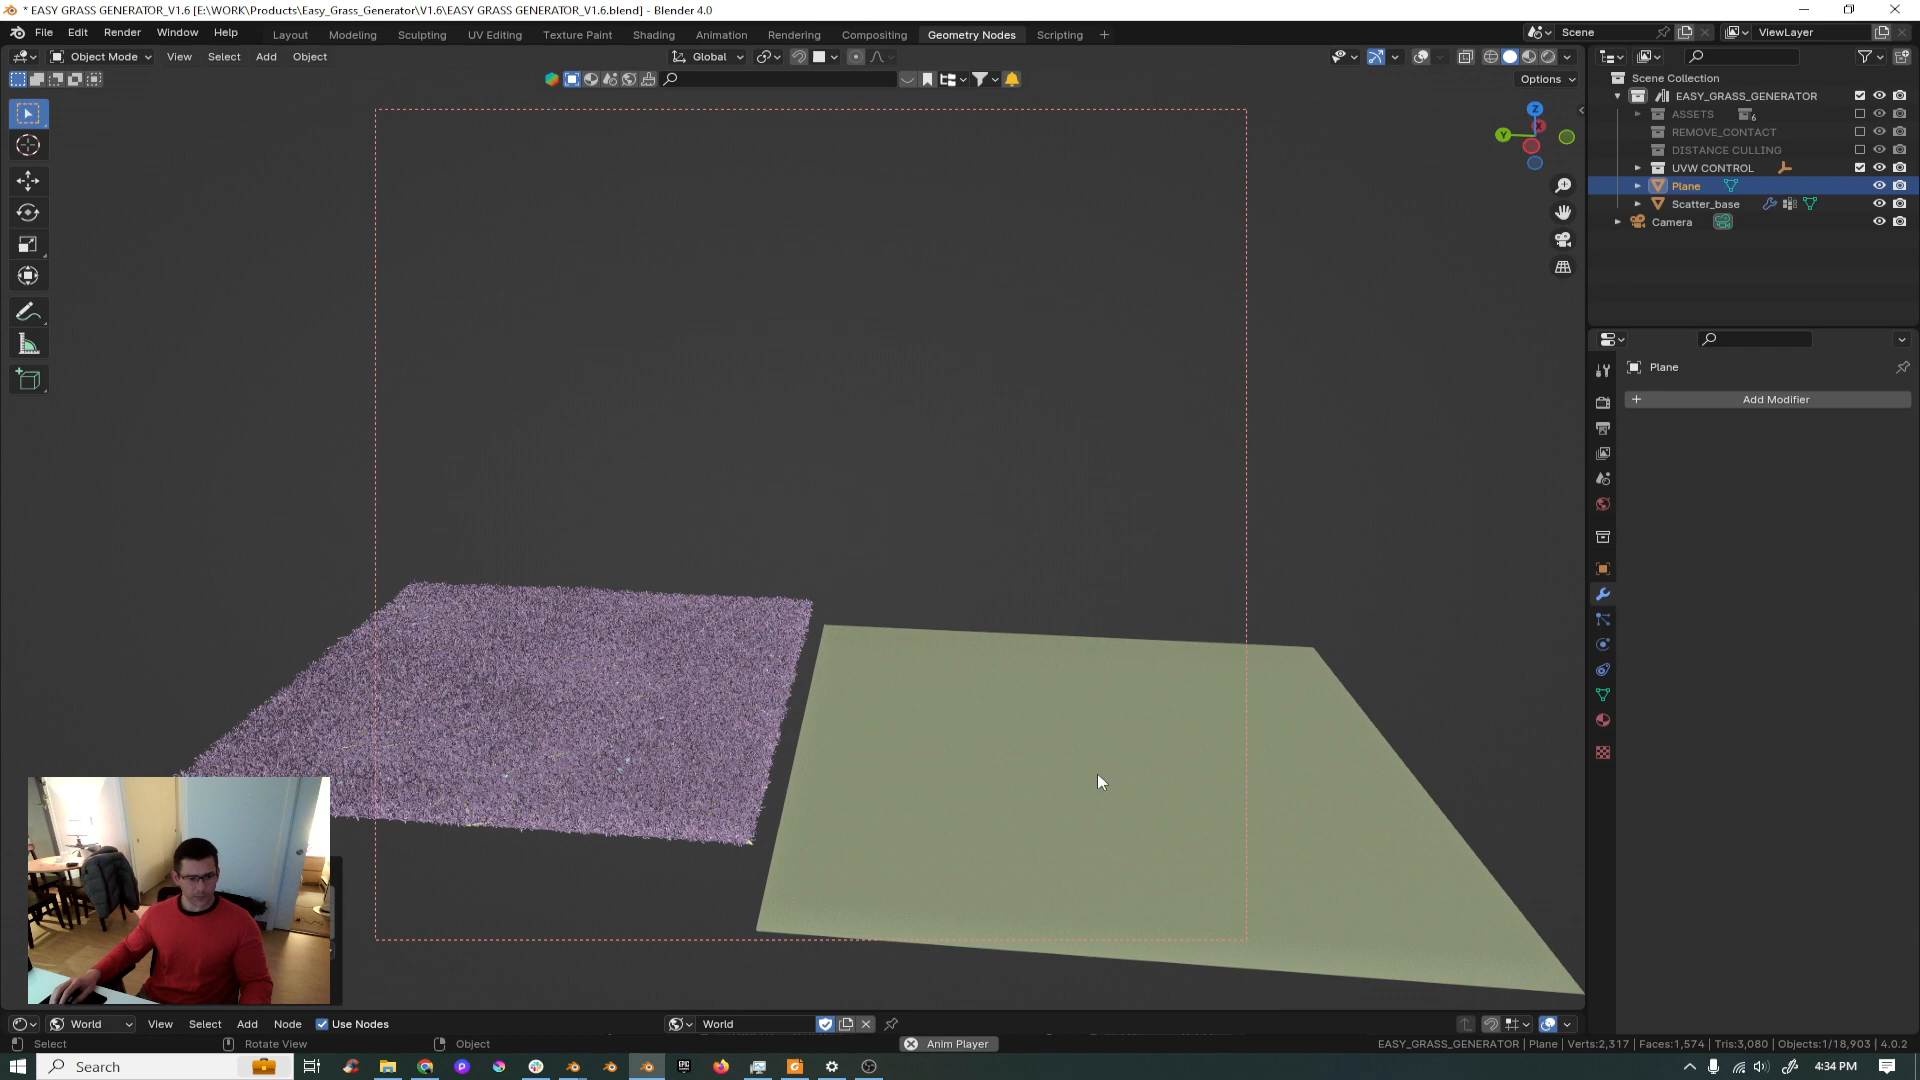 * EASY GRASS GENERATOR_V1.6 [E:\WORK\Products\Easy_Grass_Generator\V1.6\EASY GRASS GENERATOR_V1.6.blend] - Blender 4.0
File Edit Render Window Help Layout Modeling Sculpting UV Editing Texture Paint Shading Animation Rendering Compositing Geometry Nodes Scripting + Scene ViewLayer
Object Mode View Select Add Object Global
Options
Scene Collection
EASY_GRASS_GENERATOR
ASSETS 6
REMOVE_CONTACT
DISTANCE CULLING
UVW CONTROL
Plane
Scatter_base
Camera
Z
Y
X
Plane
+ Add Modifier
World View Select Add Node Use Nodes World
Select Rotate View Object Anim Player EASY_GRASS_GENERATOR | Plane | Verts:2,317 | Faces:1,574 | Tris:3,080 | Objects:1/18,903 | 4.0.2
Search 4:34 PM